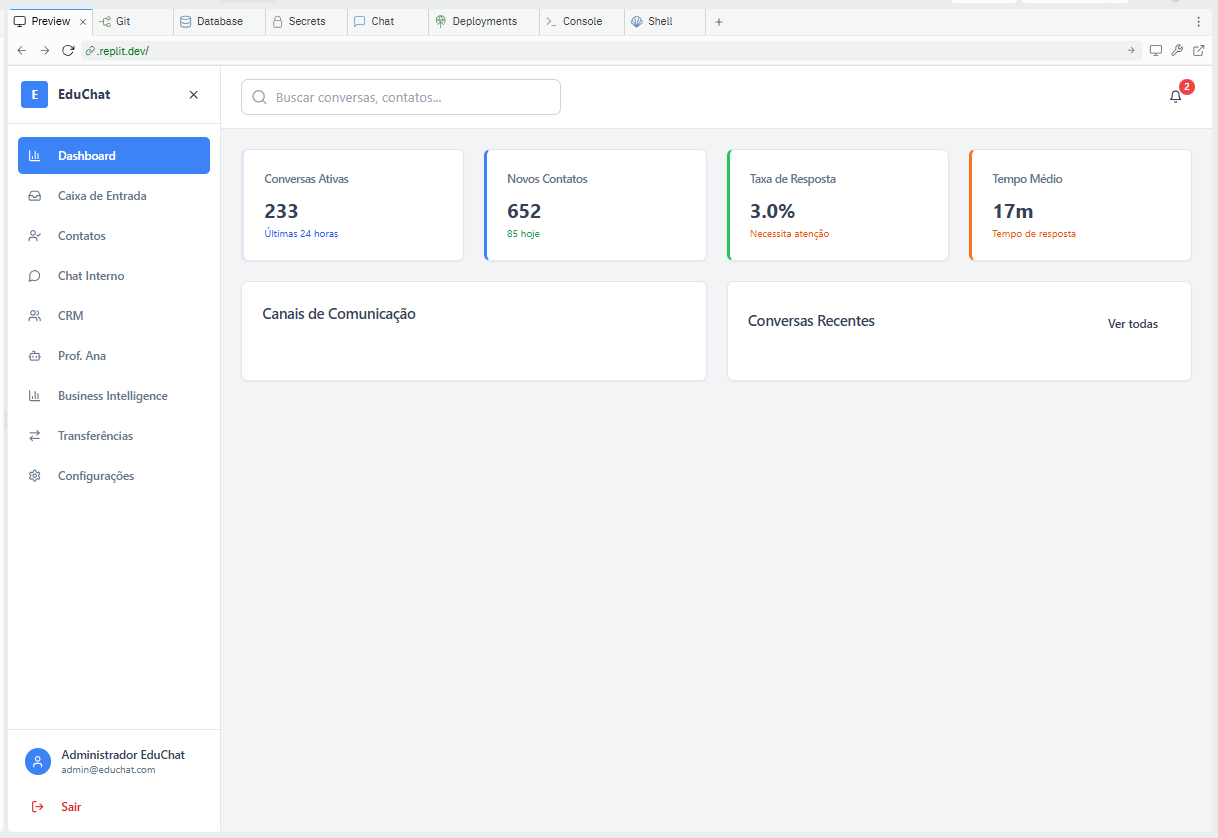 Preview
Git
Database
Secrets
Chat
Deployments
Console
Shell
.replit.dev/
E EduChat
Buscar conversas, contatos...
2
Dashboard
Caixa de Entrada
Contatos
Chat Interno
CRM
Prof. Ana
Business Intelligence
Transferências
Configurações
Conversas Ativas
233
Últimas 24 horas
Novos Contatos
652
85 hoje
Taxa de Resposta
3.0%
Necessita atenção
Tempo Médio
17m
Tempo de resposta
Canais de Comunicação
Conversas Recentes
Ver todas
Administrador EduChat
admin@educhat.com
Sair